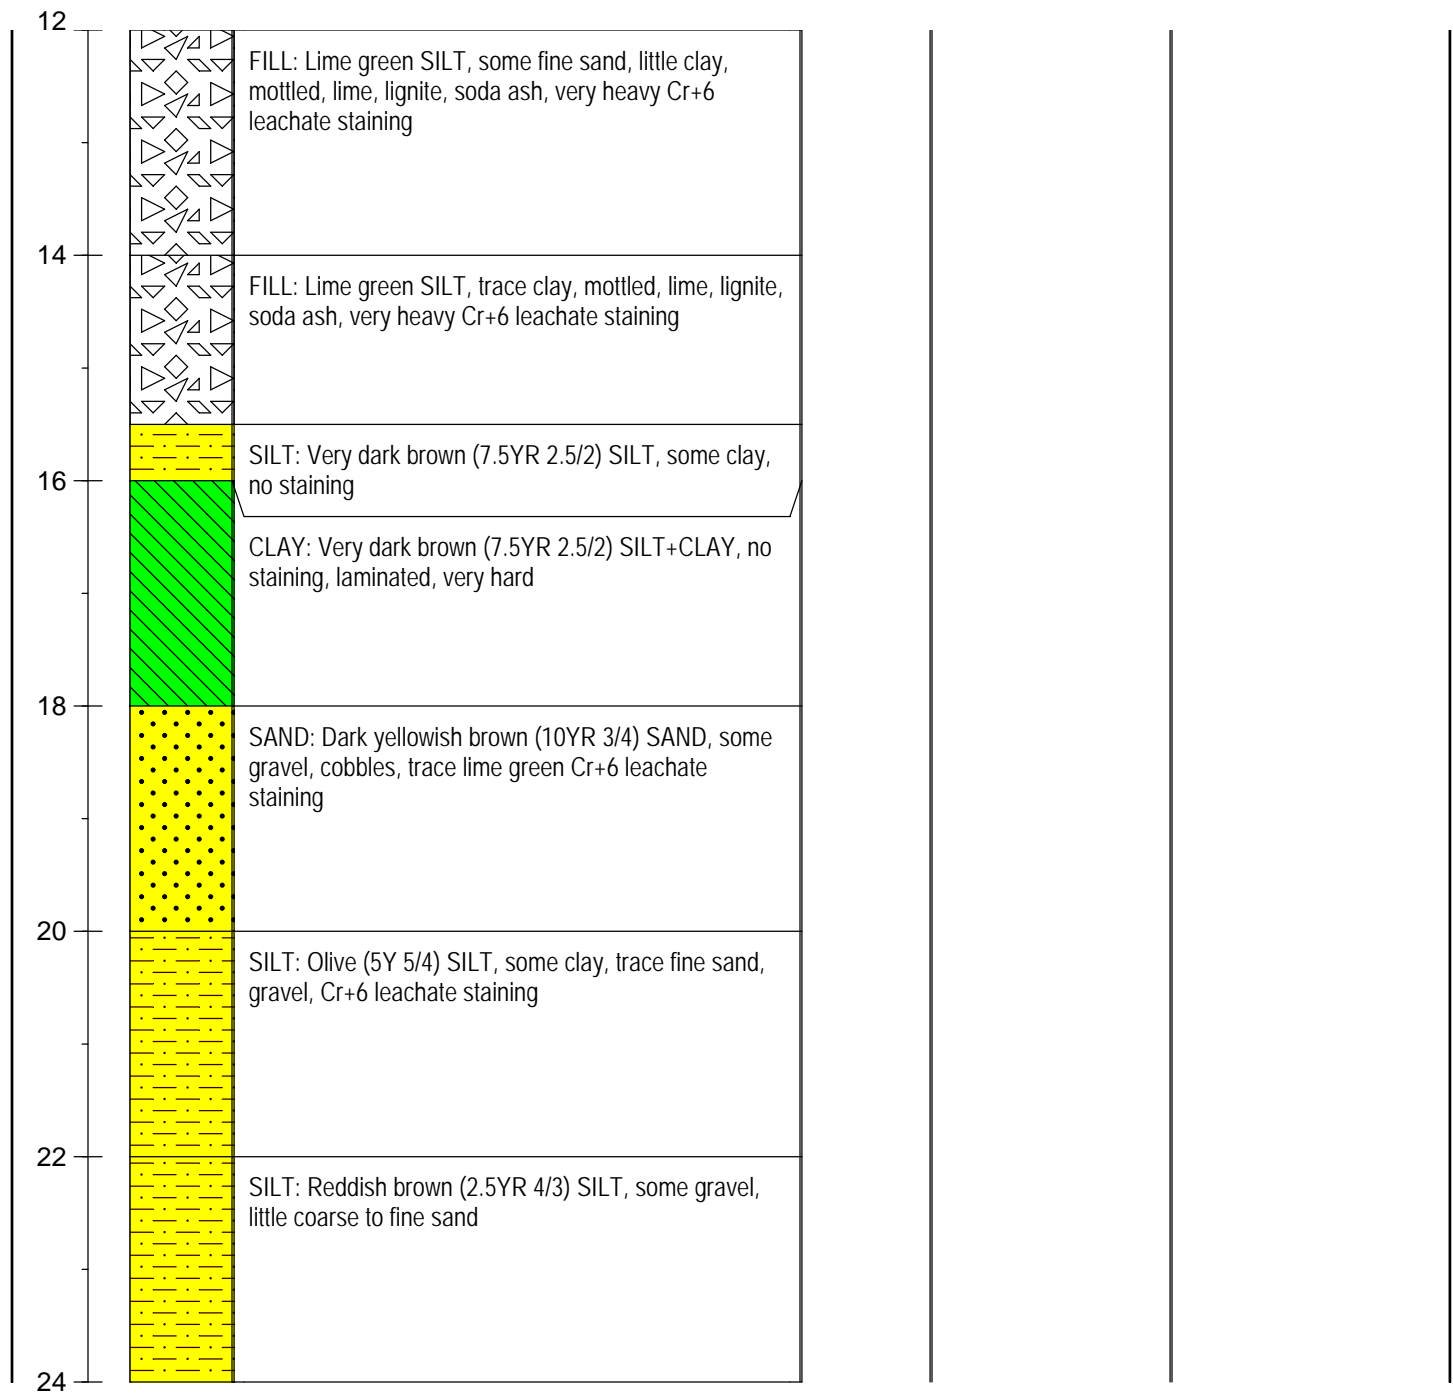 12
FILL: Lime green SILT, some fine sand, little clay,
mottled, lime, lignite, soda ash, very heavy Cr+6
leachate staining
14
FILL: Lime green SILT, trace clay, mottled, lime, lignite,
soda ash, very heavy Cr+6 leachate staining
SILT: Very dark brown (7.5YR 2.5/2) SILT, some clay,
no staining
16
CLAY: Very dark brown (7.5YR 2.5/2) SILT+CLAY, no
staining, laminated, very hard
18
SAND: Dark yellowish brown (10YR 3/4) SAND, some
gravel, cobbles, trace lime green Cr+6 leachate
staining
20
SILT: Olive (5Y 5/4) SILT, some clay, trace fine sand,
gravel, Cr+6 leachate staining
22
SILT: Reddish brown (2.5YR 4/3) SILT, some gravel,
little coarse to fine sand
24